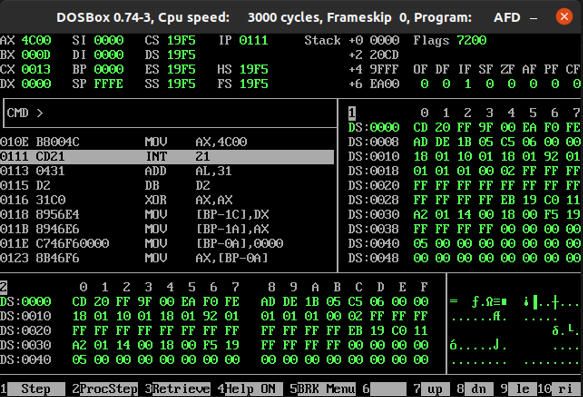 DOSBox 0.74-3, Cpu speed: 3000 cycles, Frameskip 0, Program: AFD
AX 4C00 SI 0000 CS 19F5 IP 0111 Stack +0 0000 Flags 7200
BX 000D DI 0000 DS 19F5 +2 20CD
CX 0013 BP 0000 ES 19F5 HS 19F5 +4 9FFF OF DF IF SF ZF AF PF CF
DX 0000 SP FFFE SS 19F5 FS 19F5 +6 EA00 0 0 1 0 0 0 0 0
CMD >
1 0 1 2 3 4 5 6 7
DS:0000 CD 20 FF 9F 00 EA F0 FE
DS:0008 AD DE 1B 05 C5 06 00 00
DS:0010 18 01 10 01 18 01 92 01
DS:0018 01 01 01 00 02 FF FF FF
DS:0020 FF FF FF FF FF FF FF FF
DS:0028 FF FF FF FF EB 19 C0 11
DS:0030 A2 01 14 00 18 00 F5 19
DS:0038 FF FF FF FF 00 00 00 00
DS:0040 05 00 00 00 00 00 00 00
DS:0048 00 00 00 00 00 00 00 00
010E B8004C MOV AX,4C00
0111 CD21 INT 21
0113 0431 ADD AL,31
0115 D2 DB D2
0116 31C0 XOR AX,AX
0118 8956E4 MOV [BP-1C],DX
011B 8946E6 MOV [BP-1A],AX
011E C746F60000 MOV [BP-0A],0000
0123 8B46F6 MOV AX,[BP-0A]
2 0 1 2 3 4 5 6 7 8 9 A B C D E F
DS:0000 CD 20 FF 9F 00 EA F0 FE AD DE 1B 05 C5 06 00 00
DS:0010 18 01 10 01 18 01 92 01 01 01 01 00 02 FF FF FF
DS:0020 FF FF FF FF FF FF FF FF FF FF FF FF EB 19 C0 11
DS:0030 A2 01 14 00 18 00 F5 19 FF FF FF FF 00 00 00 00
DS:0040 05 00 00 00 00 00 00 00 00 00 00 00 00 00 00 00
1 Step 2 ProcStep 3 Retrieve 4 Help ON 5 BRK Menu 6 7 up 8 dn 9 le 10 ri